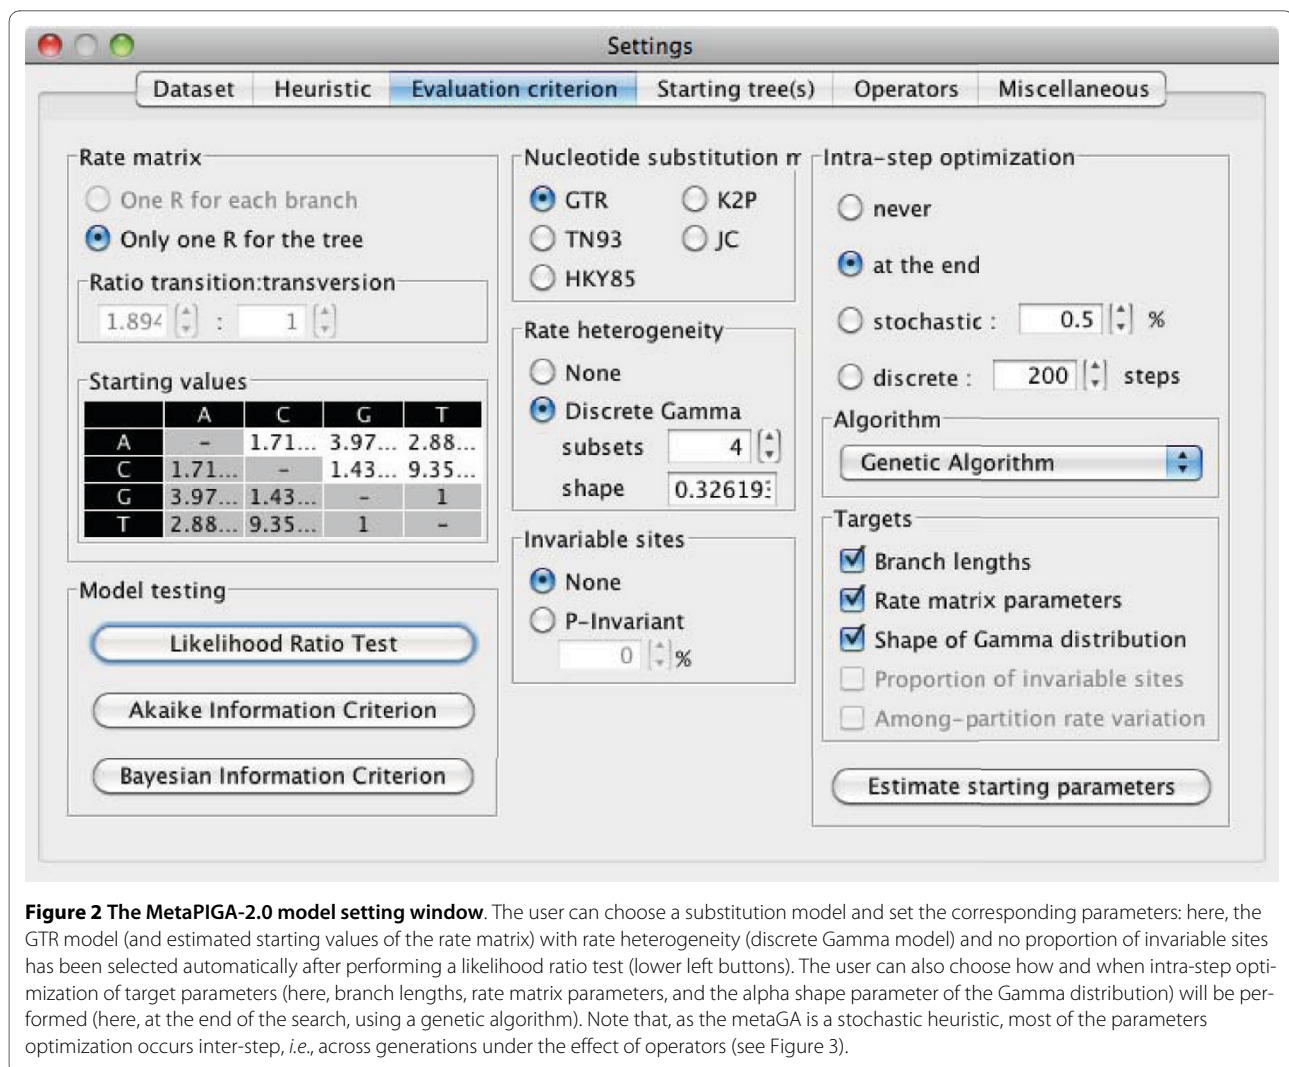 Settings
Dataset Heuristic Evaluation criterion Starting tree(s) Operators Miscellaneous
Rate matrix
One R for each branch
Only one R for the tree
Ratio transition:transversion
1.894 : 1
Starting values
A C G T
A - 1.71... 3.97... 2.88...
C 1.71... - 1.43... 9.35...
G 3.97... 1.43... - 1
T 2.88... 9.35... 1 -
Model testing
Likelihood Ratio Test
Akaike Information Criterion
Bayesian Information Criterion
Nucleotide substitution m
GTR K2P
TN93 JC
HKY85
Rate heterogeneity
None
Discrete Gamma
subsets 4
shape 0.32619
Invariable sites
None
P-Invariant
0 %
Intra-step optimization
never
at the end
stochastic : 0.5 %
discrete : 200 steps
Algorithm
Genetic Algorithm
Targets
Branch lengths
Rate matrix parameters
Shape of Gamma distribution
Proportion of invariable sites
Among-partition rate variation
Estimate starting parameters
Figure 2 The MetaPIGA-2.0 model setting window. The user can choose a substitution model and set the corresponding parameters: here, the
GTR model (and estimated starting values of the rate matrix) with rate heterogeneity (discrete Gamma model) and no proportion of invariable sites
has been selected automatically after performing a likelihood ratio test (lower left buttons). The user can also choose how and when intra-step opti-
mization of target parameters (here, branch lengths, rate matrix parameters, and the alpha shape parameter of the Gamma distribution) will be per-
formed (here, at the end of the search, using a genetic algorithm). Note that, as the metaGA is a stochastic heuristic, most of the parameters
optimization occurs inter-step, i.e., across generations under the effect of operators (see Figure 3).